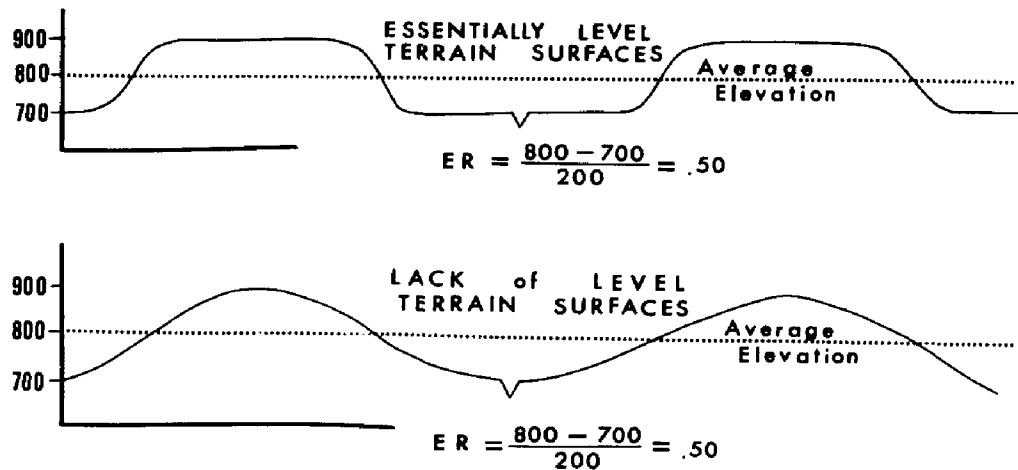 ESSENTIALLY LEVEL
TERRAIN SURFACES
900
800
700
Average
Elevation
ER = 800 – 700 / 200 = .50
LACK of LEVEL
TERRAIN SURFACES
900
800
700
Average
Elevation
ER = 800 – 700 / 200 = .50